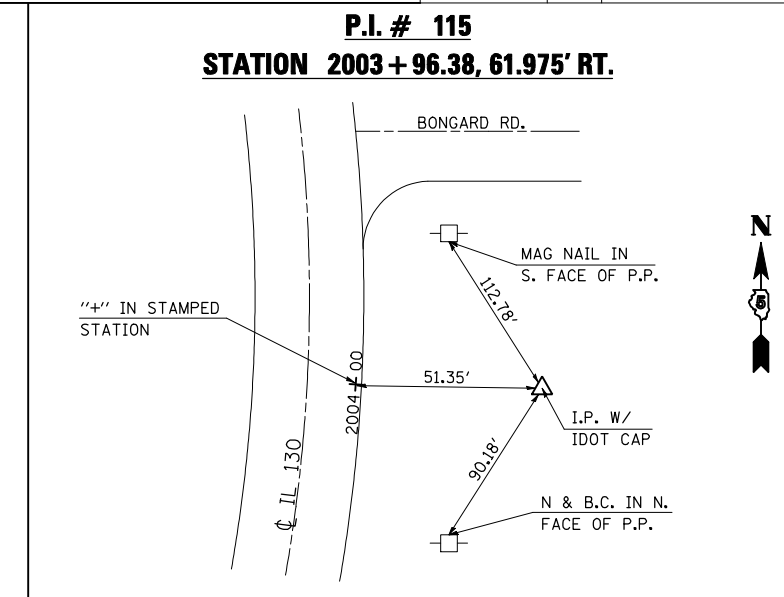 P.I. # 115
STATION 2003 + 96.38, 61.975' RT.
BONGARD RD.
N
MAG NAIL IN
S. FACE OF P.P.
112.78'
5
"+" IN STAMPED
STATION
2004 + 00
51.35'
I.P. W/
IDOT CAP
90.18'
℄ IL 130
N & B.C. IN N.
FACE OF P.P.